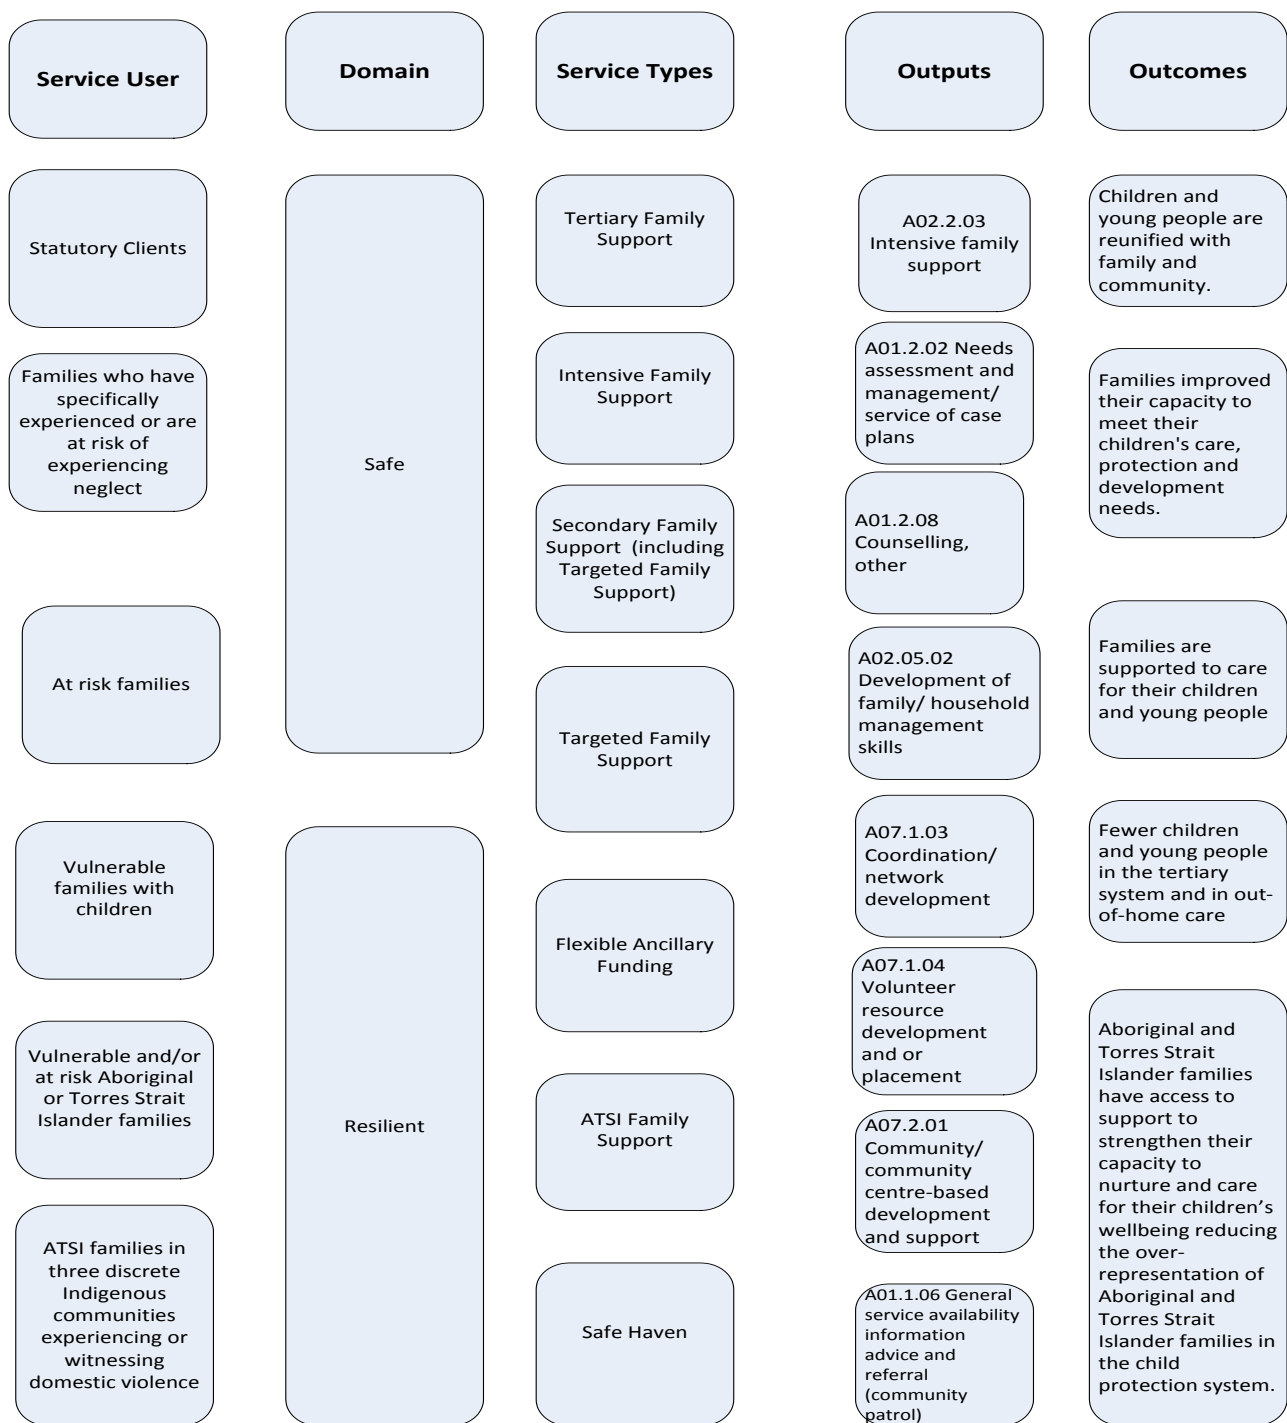 Service User
Domain
Service Types
Outputs
Outcomes
Statutory Clients
Families who have
specifically
experienced or are
at risk of
experiencing
neglect
At risk families
Vulnerable
families with
children
Vulnerable and/or
at risk Aboriginal
or Torres Strait
Islander families
ATSI families in
three discrete
Indigenous
communities
experiencing or
witnessing
domestic violence
Safe
Resilient
Tertiary Family
Support
Intensive Family
Support
Secondary Family
Support (including
Targeted Family
Support)
Targeted Family
Support
Flexible Ancillary
Funding
ATSI Family
Support
Safe Haven
A02.2.03
Intensive family
support
A01.2.02 Needs
assessment and
management/
service of case
plans
A01.2.08
Counselling,
other
A02.05.02
Development of
family/ household
management
skills
A07.1.03
Coordination/
network
development
A07.1.04
Volunteer
resource
development
and or
placement
A07.2.01
Community/
community
centre-based
development
and support
A01.1.06 General
service availability
information
advice and
referral
(community
patrol)
Children and
young people are
reunified with
family and
community.
Families improved
their capacity to
meet their
children's care,
protection and
development
needs.
Families are
supported to care
for their children
and young people
Fewer children
and young people
in the tertiary
system and in out-
of-home care
Aboriginal and
Torres Strait
Islander families
have access to
support to
strengthen their
capacity to
nurture and care
for their children’s
wellbeing reducing
the over-
representation of
Aboriginal and
Torres Strait
Islander families in
the child
protection system.